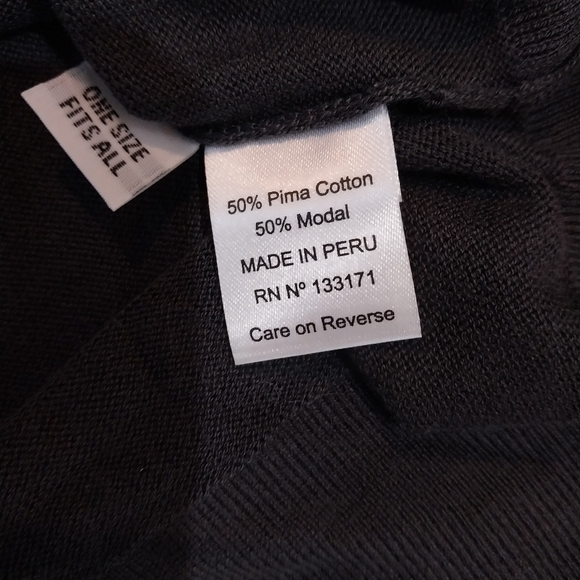 ONE SIZE
FITS ALL
50% Pima Cotton
50% Modal
MADE IN PERU
RN Nº 133171
Care on Reverse